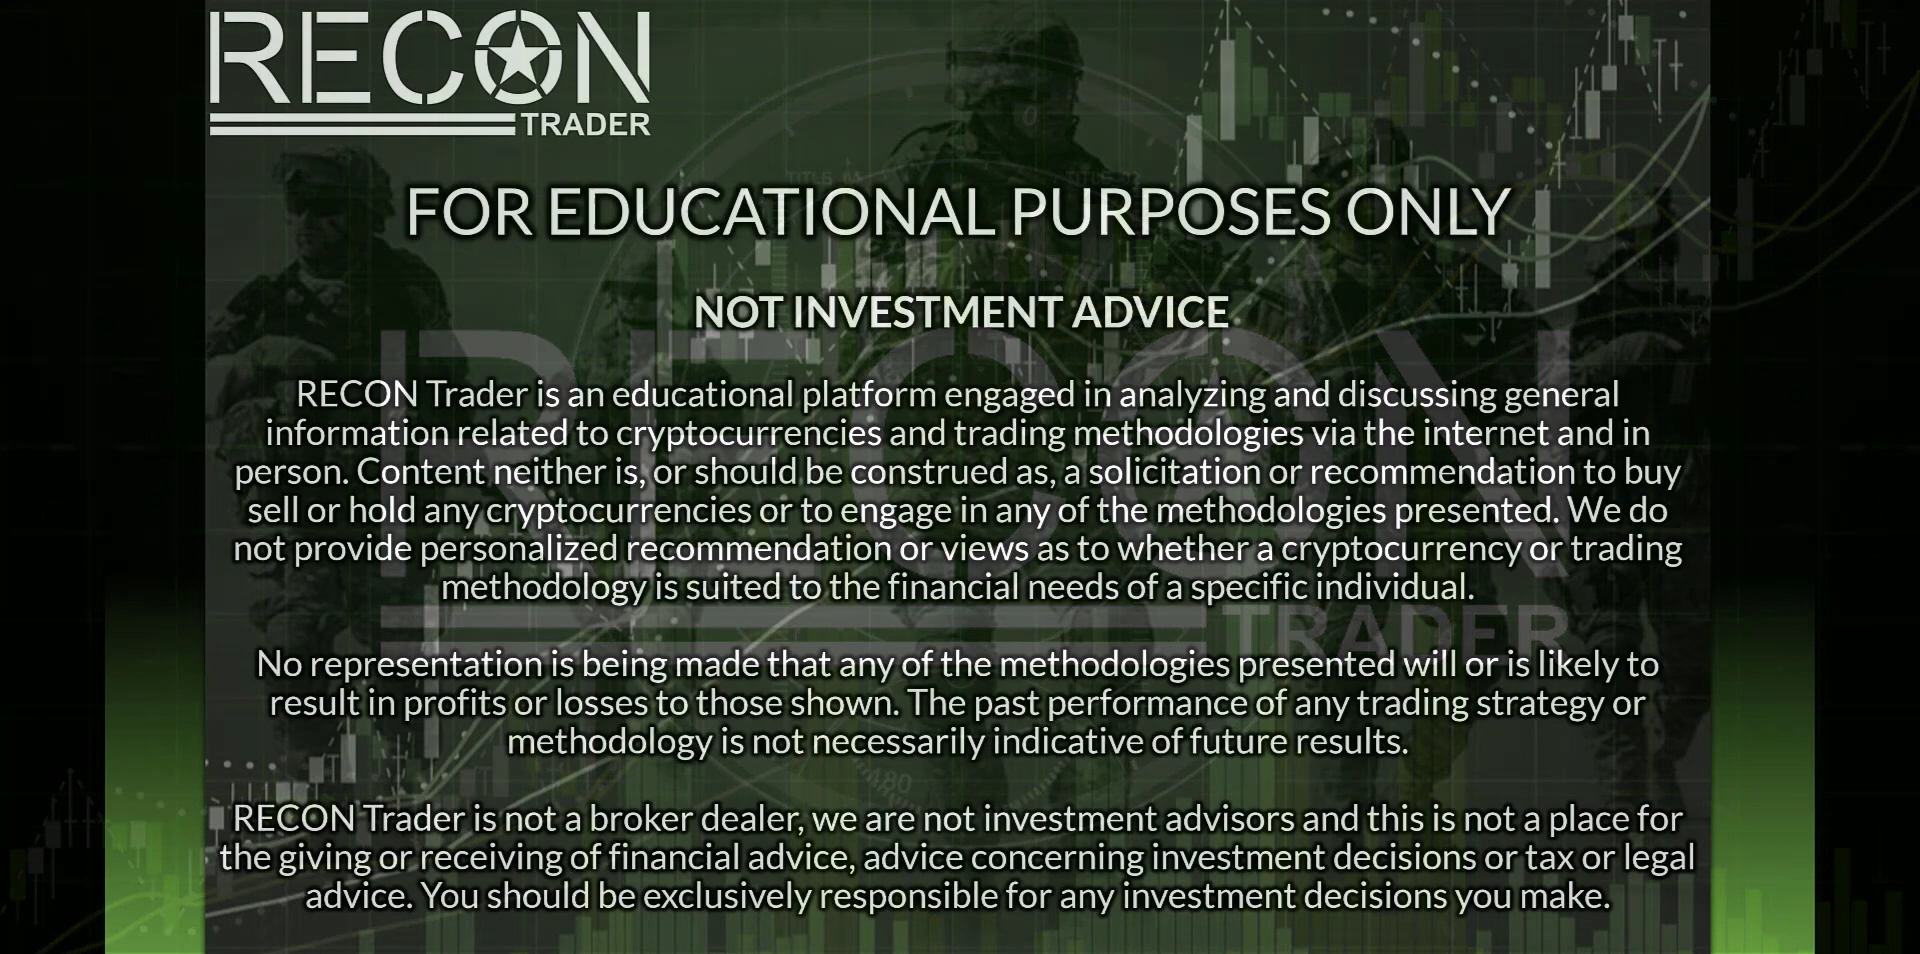 RECON
TRADER
FOR EDUCATIONAL PURPOSES ONLY
NOT INVESTMENT ADVICE
RECON Trader is an educational platform engaged in analyzing and discussing general
information related to cryptocurrencies and trading methodologies via the internet and in
person. Content neither is, or should be construed as, a solicitation or recommendation to buy
sell or hold any cryptocurrencies or to engage in any of the methodologies presented. We do
not provide personalized recommendation or views as to whether a cryptocurrency or trading
methodology is suited to the financial needs of a specific individual.
RECON
TRADER
No representation is being made that any of the methodologies presented will or is likely to
result in profits or losses to those shown. The past performance of any trading strategy or
methodology is not necessarily indicative of future results.
180
RECON Trader is not a broker dealer, we are not investment advisors and this is not a place for
the giving or receiving of financial advice, advice concerning investment decisions or tax or legal
advice. You should be exclusively responsible for any investment decisions you make.